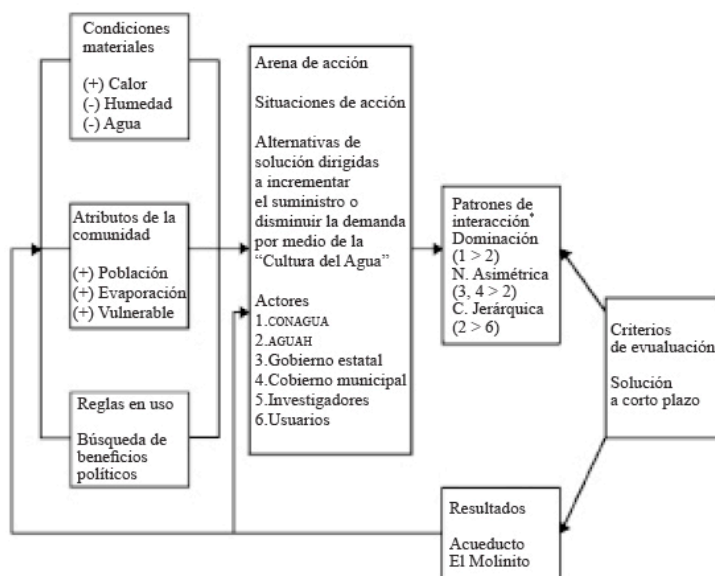 Condiciones
materiales
(+) Calor
(-) Humedad
(-) Agua
Atributos de la
comunidad
(+) Población
(+) Evaporación
(+) Vulnerable
Reglas en uso
Búsqueda de
beneficios
políticos
Arena de acción
Situaciones de acción
Alternativas de
solución dirigidas
a incrementar
el suministro o
disminuir la demanda
por medio de la
“Cultura del Agua”
Actores
1.CONAGUA
2.AGUAH
3.Gobierno estatal
4.Cobierno municipal
5.Investigadores
6.Usuarios
Patrones de
interacción*
Dominación
(1 > 2)
N. Asimétrica
(3, 4 > 2)
C. Jerárquica
(2 > 6)
Criterios
de evualuación
Solución
a corto plazo
Resultados
Acueducto
El Molinito